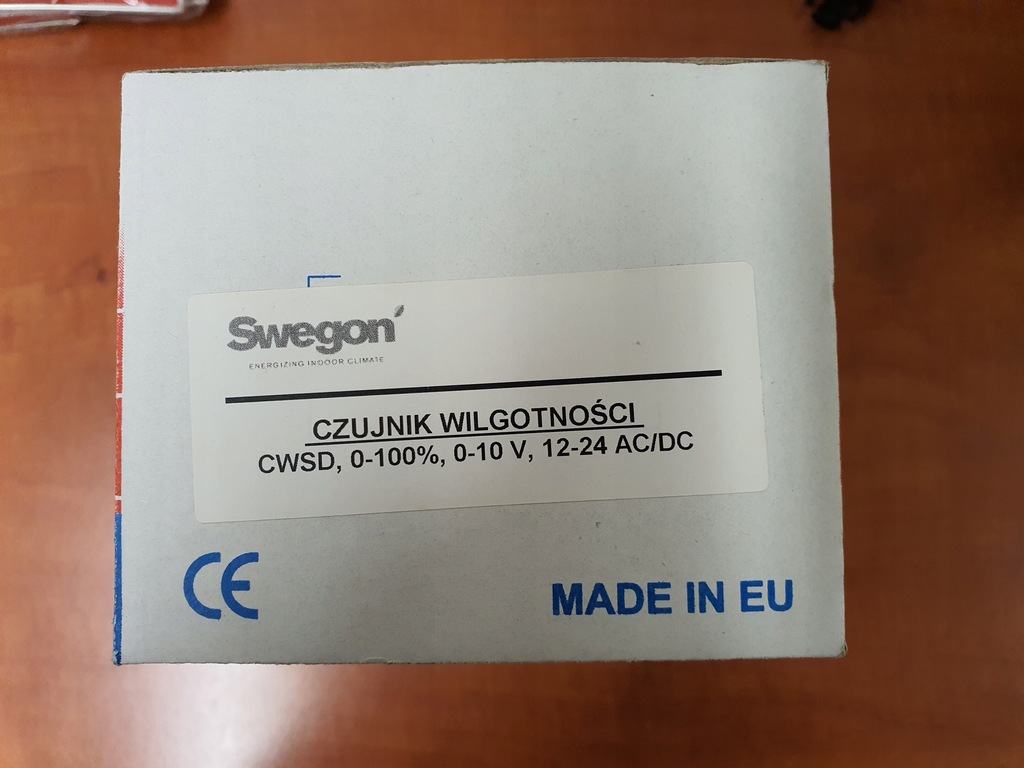 Swegon
ENERGIZING INDOOR CLIMATE
CZUJNIK WILGOTNOŚCI
CWSD, 0-100%, 0-10 V, 12-24 AC/DC
CE
MADE IN EU